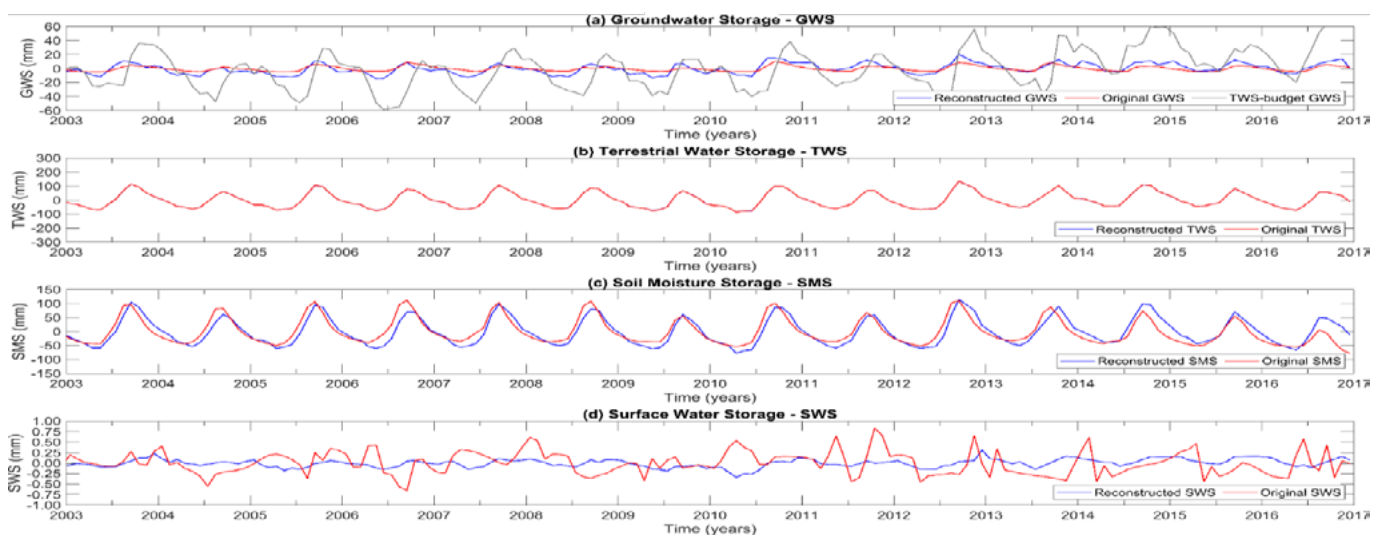 (a) Groundwater Storage - GWS
GWS (mm)
60
40
20
0
-20
-40
-60
Reconstructed GWS Original GWS TWS-budget GWS
2003 2004 2005 2006 2007 2008 2009 2010 2011 2012 2013 2014 2015 2016 2017
Time (years)
(b) Terrestrial Water Storage - TWS
TWS (mm)
300
200
100
0
-100
-200
-300
Reconstructed TWS Original TWS
2003 2004 2005 2006 2007 2008 2009 2010 2011 2012 2013 2014 2015 2016 2017
Time (years)
(c) Soil Moisture Storage - SMS
SMS (mm)
150
100
50
0
-50
-100
-150
Reconstructed SMS Original SMS
2003 2004 2005 2006 2007 2008 2009 2010 2011 2012 2013 2014 2015 2016 2017
Time (years)
(d) Surface Water Storage - SWS
SWS (mm)
1.00
0.75
0.50
0.25
0.00
-0.25
-0.50
-0.75
-1.00
Reconstructed SWS Original SWS
2003 2004 2005 2006 2007 2008 2009 2010 2011 2012 2013 2014 2015 2016 2017
Time (years)